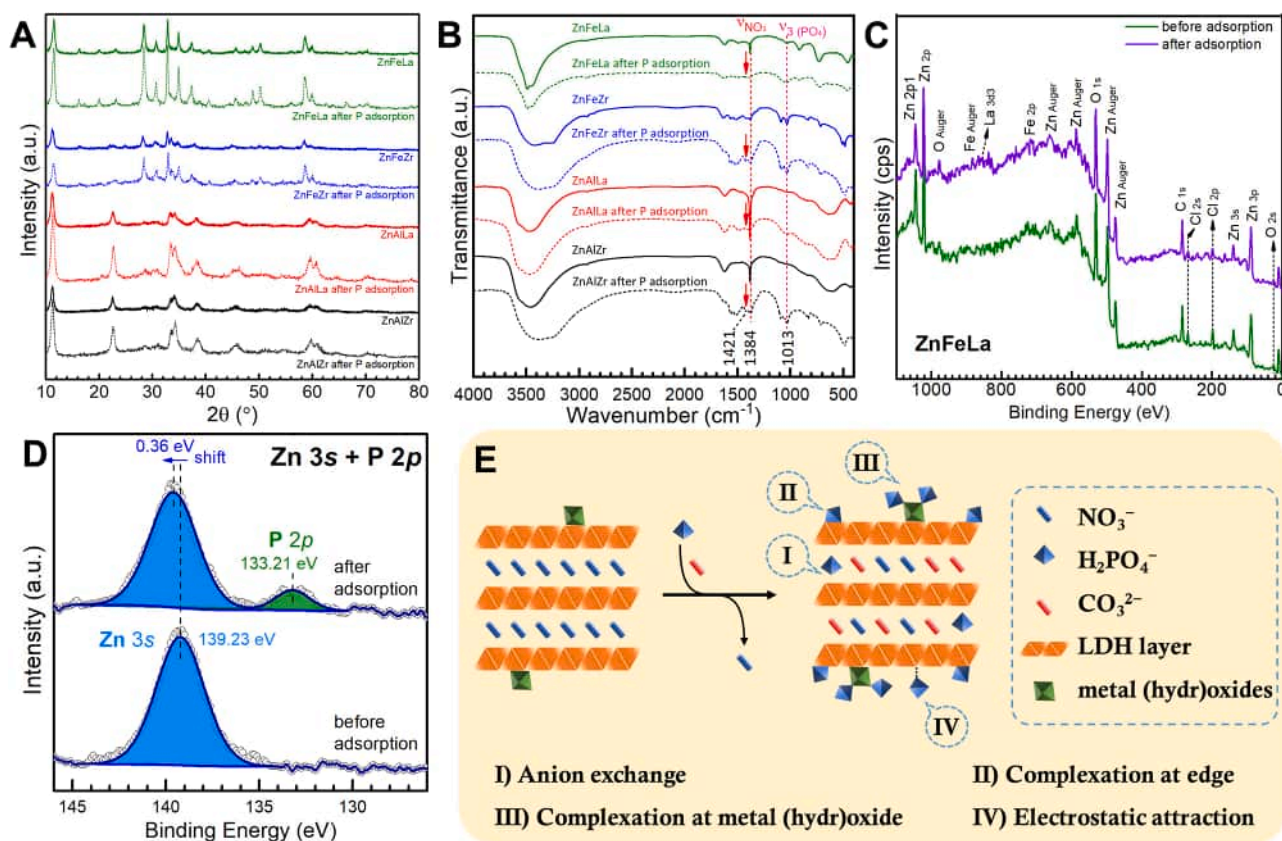 A
Intensity (a.u.)
ZnFeLa
ZnFeLa after P adsorption
ZnFeZr
ZnFeZr after P adsorption
ZnAlLa
ZnAlLa after P adsorption
ZnAlZr
ZnAlZr after P adsorption
10 20 30 40 50 60 70 80
2θ (°)
B
Transmittance (a.u.)
νNO₃ ν₃ (PO₄)
ZnFeLa
ZnFeLa after P adsorption
ZnFeZr
ZnFeZr after P adsorption
ZnAlLa
ZnAlLa after P adsorption
ZnAlZr
ZnAlZr after P adsorption
1421
1384
1013
4000 3500 3000 2500 2000 1500 1000 500
Wavenumber (cm⁻¹)
C
before adsorption
after adsorption
Intensity (cps)
Zn 2p1
Zn 2p
O Auger
Fe Auger
La 3d3
Fe 2p
Zn Auger
Zn Auger
O 1s
Zn Auger
Zn Auger
C 1s
Cl 2s
Cl 2p
Zn 3s
Zn 3p
O 2s
ZnFeLa
1000 800 600 400 200 0
Binding Energy (eV)
D
0.36 eV
shift
Zn 3s + P 2p
Intensity (a.u.)
P 2p
133.21 eV
after
adsorption
Zn 3s 139.23 eV
before
adsorption
145 140 135 130
Binding Energy (eV)
E
III
II
I
IV
NO₃⁻
H₂PO₄⁻
CO₃²⁻
LDH layer
metal (hydr)oxides
I) Anion exchange
II) Complexation at edge
III) Complexation at metal (hydr)oxide
IV) Electrostatic attraction